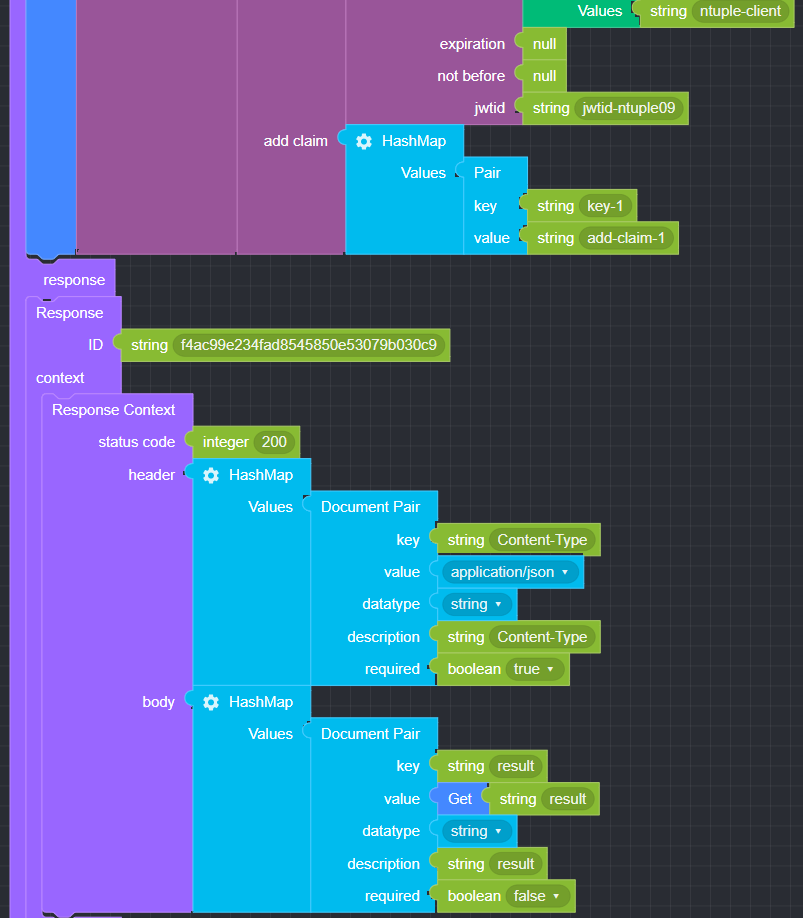 Values string ntuple-client
expiration null
not before null
jwtid string jwtid-ntuple09
add claim HashMap
Values Pair
key string key-1
value string add-claim-1
response
Response
ID string f4ac99e234fad8545850e53079b030c9
context
Response Context
status code integer 200
header HashMap
Values Document Pair
key string Content-Type
value application/json
datatype string
description string Content-Type
required boolean true
body HashMap
Values Document Pair
key string result
value Get string result
datatype string
description string result
required boolean false